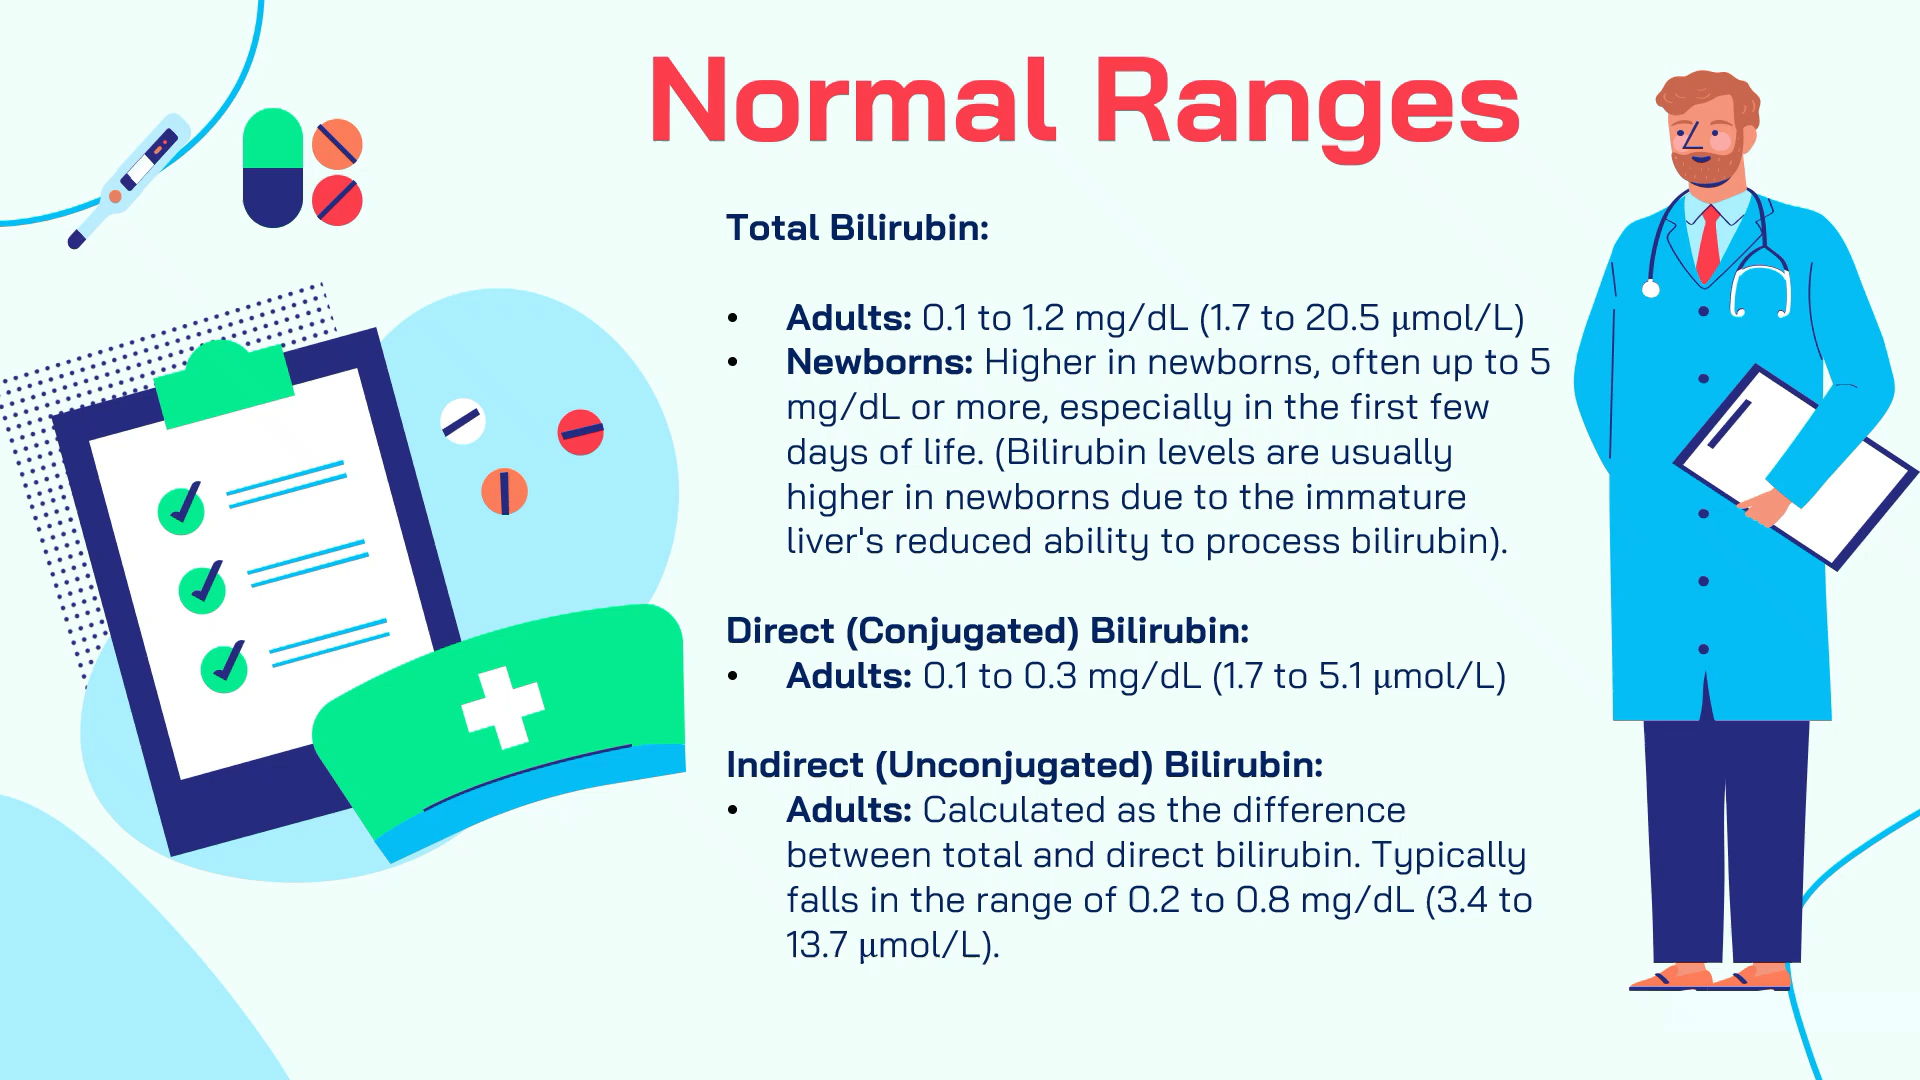 Normal Ranges
Total Bilirubin:
• Adults: 0.1 to 1.2 mg/dL (1.7 to 20.5 µmol/L)
• Newborns: Higher in newborns, often up to 5
mg/dL or more, especially in the first few
days of life. (Bilirubin levels are usually
higher in newborns due to the immature
liver's reduced ability to process bilirubin).
Direct (Conjugated) Bilirubin:
• Adults: 0.1 to 0.3 mg/dL (1.7 to 5.1 µmol/L)
Indirect (Unconjugated) Bilirubin:
• Adults: Calculated as the difference
between total and direct bilirubin. Typically
falls in the range of 0.2 to 0.8 mg/dL (3.4 to
13.7 µmol/L).